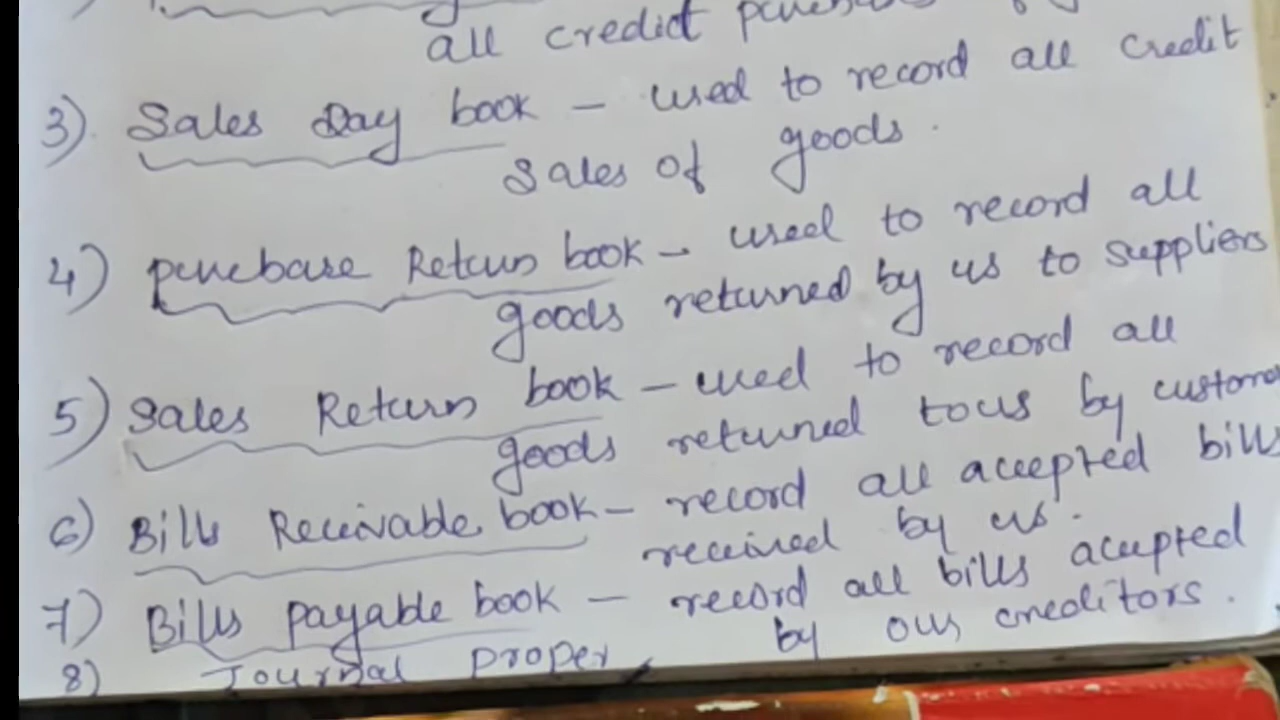 all credict
3) Sales Day book – used to record all credit
sales of goods.
4) purchase Return book – used to record all
goods returned by us to suppliers
5) Sales Return book – used to record all
goods returned to us by custome
6) Bills Receivable book – record all accepted bills
received by us.
7) Bills payable book – record all bills accepted
by our creditors.
8) Journal proper